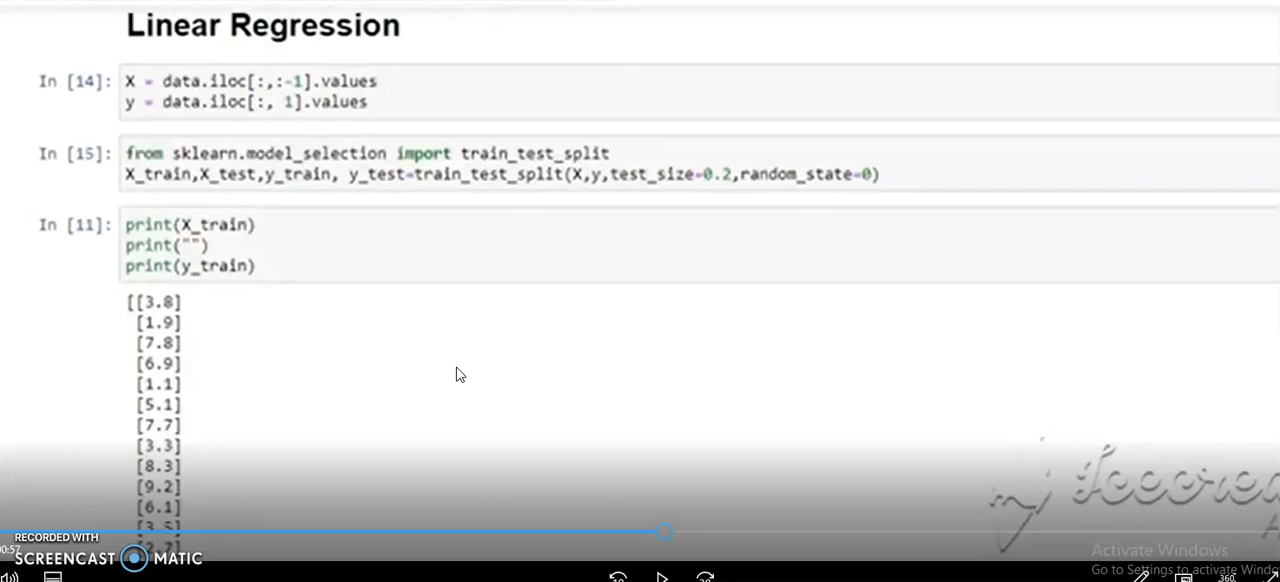 Linear Regression
In [14]: X = data.iloc[:,:-1].values
y = data.iloc[:, 1].values
In [15]: from sklearn.model_selection import train_test_split
X_train,X_test,y_train, y_test=train_test_split(X,y,test_size=0.2,random_state=0)
In [11]: print(X_train)
print("")
print(y_train)
[[3.8]
[1.9]
[7.8]
[6.9]
[1.1]
[5.1]
[7.7]
[3.3]
[8.3]
[9.2]
[6.1]
[3.5]
RECORDED WITH
SCREENCAST MATIC
Activate Windows
Go to Settings to activate Windo